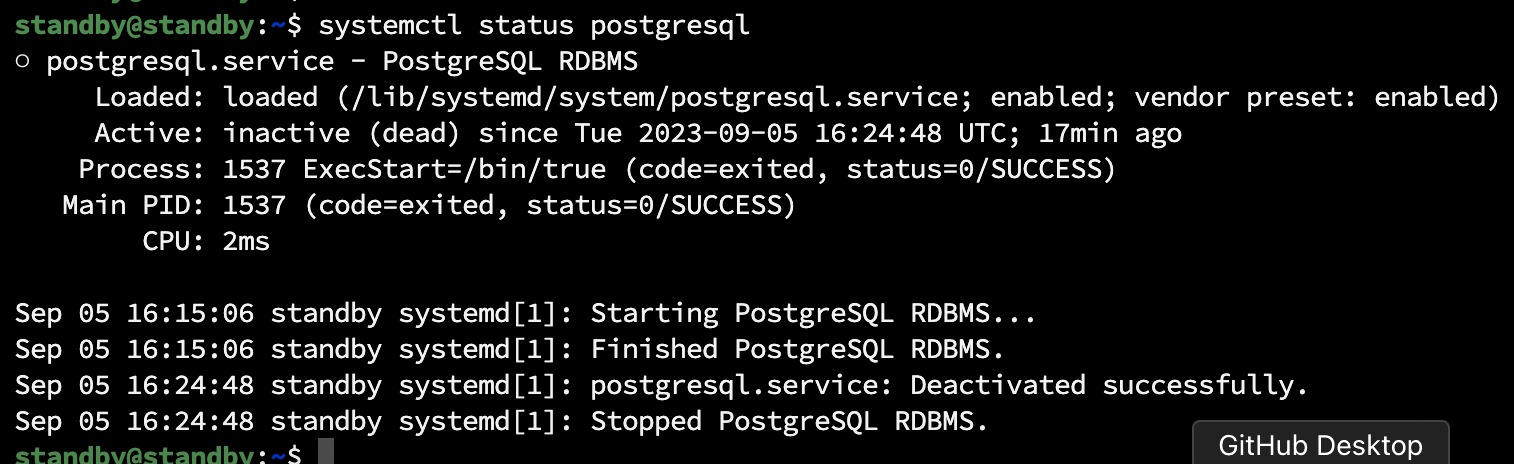 standby@standby:~$ systemctl status postgresql
○ postgresql.service - PostgreSQL RDBMS
     Loaded: loaded (/lib/systemd/system/postgresql.service; enabled; vendor preset: enabled)
     Active: inactive (dead) since Tue 2023-09-05 16:24:48 UTC; 17min ago
    Process: 1537 ExecStart=/bin/true (code=exited, status=0/SUCCESS)
   Main PID: 1537 (code=exited, status=0/SUCCESS)
        CPU: 2ms

Sep 05 16:15:06 standby systemd[1]: Starting PostgreSQL RDBMS...
Sep 05 16:15:06 standby systemd[1]: Finished PostgreSQL RDBMS.
Sep 05 16:24:48 standby systemd[1]: postgresql.service: Deactivated successfully.
Sep 05 16:24:48 standby systemd[1]: Stopped PostgreSQL RDBMS.
standby@standby:~$
GitHub Desktop